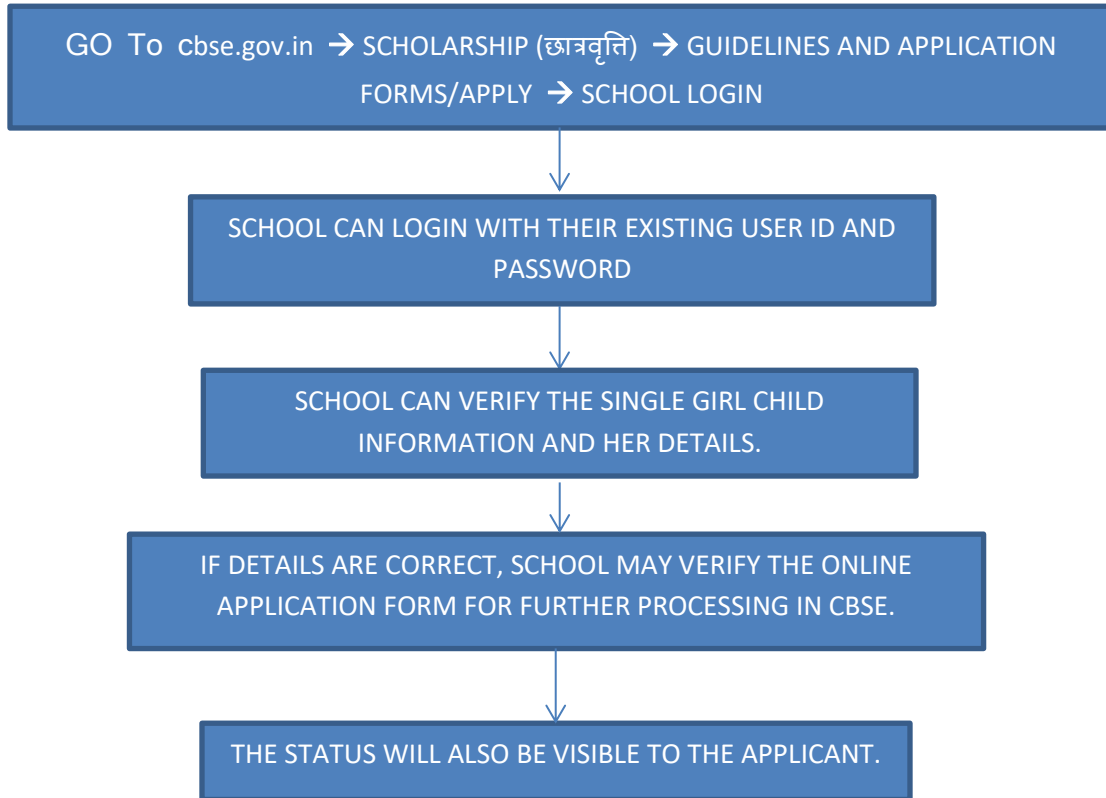 GO To cbse.gov.in → SCHOLARSHIP (छात्रवृत्ति) → GUIDELINES AND APPLICATION
FORMS/APPLY → SCHOOL LOGIN
SCHOOL CAN LOGIN WITH THEIR EXISTING USER ID AND
PASSWORD
SCHOOL CAN VERIFY THE SINGLE GIRL CHILD
INFORMATION AND HER DETAILS.
IF DETAILS ARE CORRECT, SCHOOL MAY VERIFY THE ONLINE
APPLICATION FORM FOR FURTHER PROCESSING IN CBSE.
THE STATUS WILL ALSO BE VISIBLE TO THE APPLICANT.